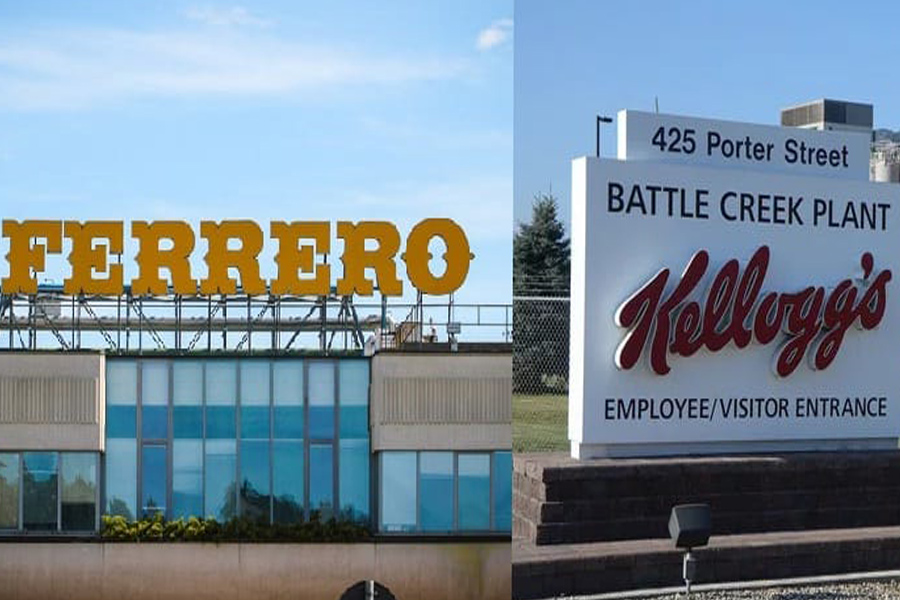 FERRERO
425 Porter Street
BATTLE CREEK PLANT
Kellogg's
EMPLOYEE/VISITOR ENTRANCE